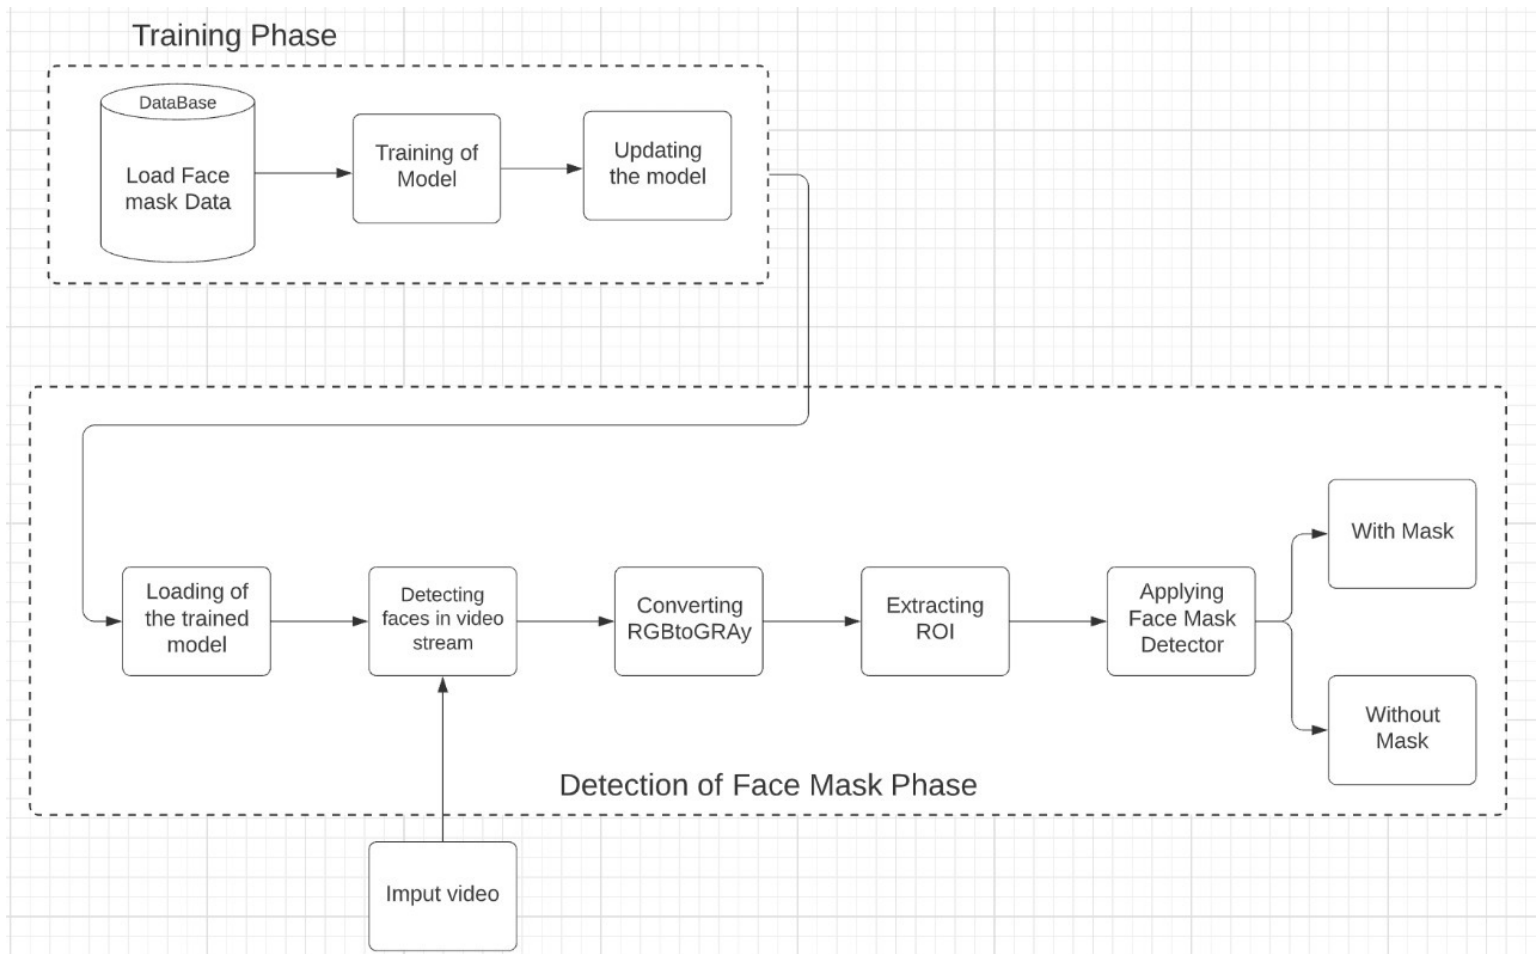 Training Phase
DataBase
Load Face
mask Data
Training of
Model
Updating
the model
Loading of
the trained
model
Detecting
faces in video
stream
Converting
RGBtoGRAy
Extracting
ROI
Applying
Face Mask
Detector
With Mask
Without
Mask
Detection of Face Mask Phase
Imput video